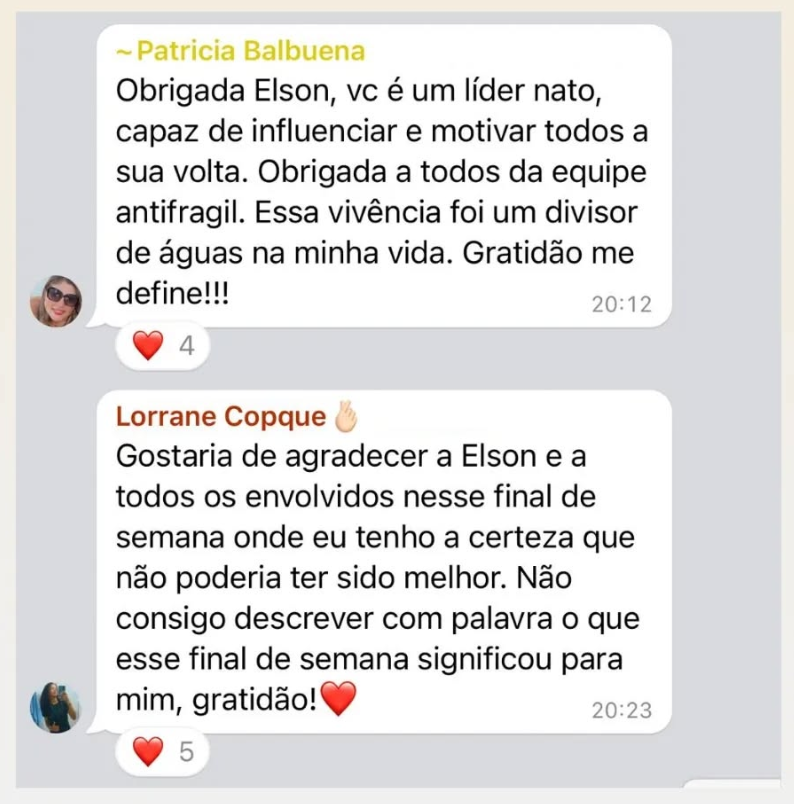 ~Patricia Balbuena
Obrigada Elson, vc é um líder nato,
capaz de influenciar e motivar todos a
sua volta. Obrigada a todos da equipe
antifragil. Essa vivência foi um divisor
de águas na minha vida. Gratidão me
define!!!
20:12
❤️ 4
Lorrane Copque🤞🏻
Gostaria de agradecer a Elson e a
todos os envolvidos nesse final de
semana onde eu tenho a certeza que
não poderia ter sido melhor. Não
consigo descrever com palavra o que
esse final de semana significou para
mim, gratidão!❤️
20:23
❤️ 5